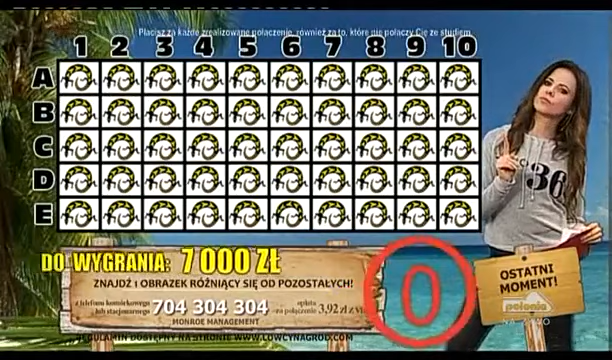 Płacisz za każde zrealizowane połączenie, również za to, które nie połączy Cię ze studiem.
1 2 3 4 5 6 7 8 9 10
A
B
C
D
E
36
DO WYGRANIA: 7 000 ZŁ
ZNAJDŹ 1 OBRAZEK RÓŻNIĄCY SIĘ OD POZOSTAŁYCH!
z telefonu komórkowego
lub stacjonarnego
704 304 304
opłata
za połączenie 3,92 zł z
MONROE MANAGEMENT
0
OSTATNI
MOMENT!
polonia
NA ŻYWO
REGULAMIN DOSTĘPNY NA STRONIE WWW.LOWCYNAGROD.COM